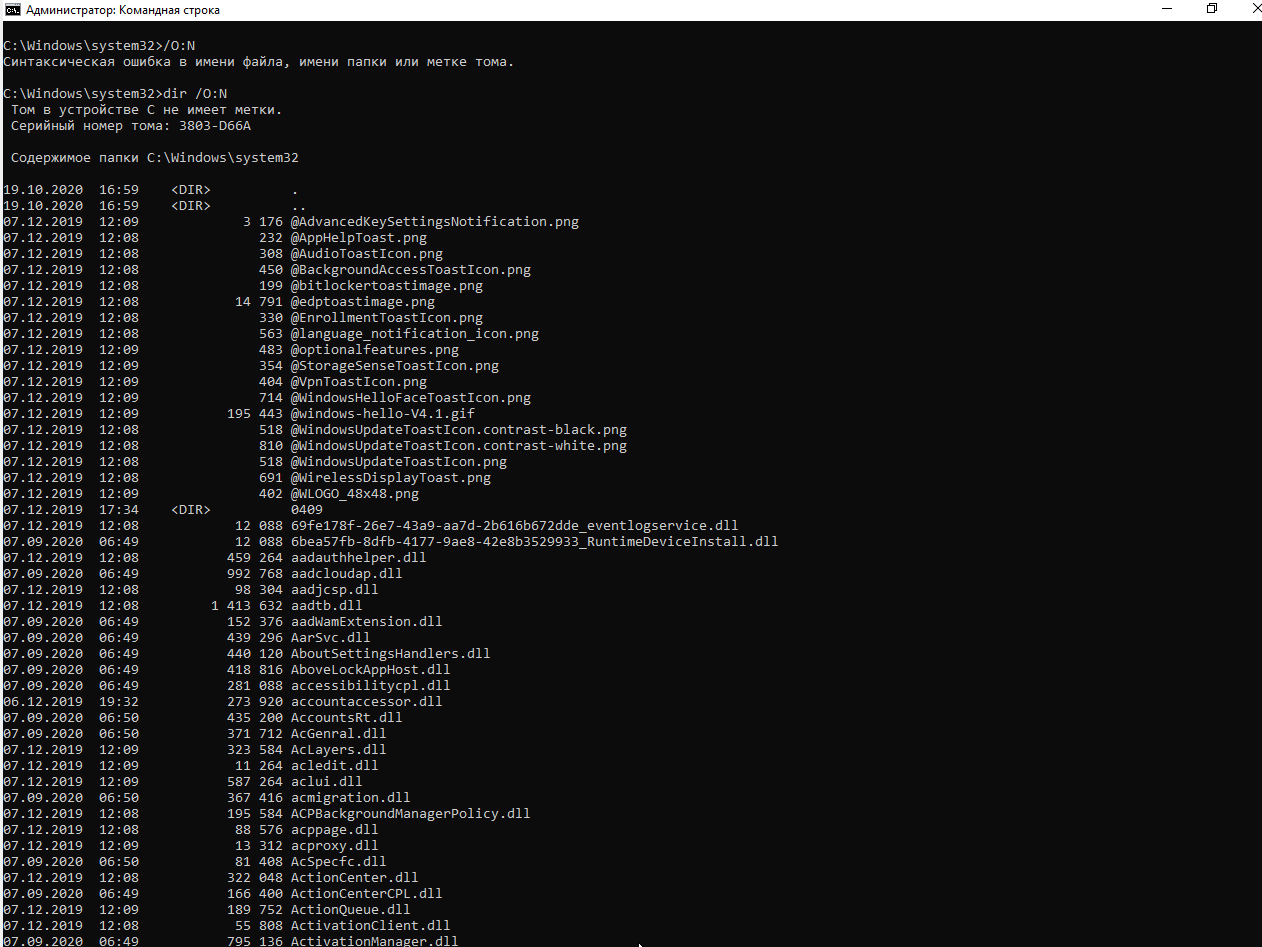 Администратор: Командная строка
C:\Windows\system32>/O:N
Синтаксическая ошибка в имени файла, имени папки или метке тома.
C:\Windows\system32>dir /O:N
Том в устройстве C не имеет метки.
Серийный номер тома: 3803-D66A
Содержимое папки C:\Windows\system32
19.10.2020  16:59    <DIR>          .
19.10.2020  16:59    <DIR>          ..
07.12.2019  12:09             3 176 @AdvancedKeySettingsNotification.png
07.12.2019  12:08               232 @AppHelpToast.png
07.12.2019  12:08               308 @AudioToastIcon.png
07.12.2019  12:08               450 @BackgroundAccessToastIcon.png
07.12.2019  12:08               199 @bitlockertoastimage.png
07.12.2019  12:08            14 791 @edptoastimage.png
07.12.2019  12:08               330 @EnrollmentToastIcon.png
07.12.2019  12:08               563 @language_notification_icon.png
07.12.2019  12:09               483 @optionalfeatures.png
07.12.2019  12:09               354 @StorageSenseToastIcon.png
07.12.2019  12:09               404 @VpnToastIcon.png
07.12.2019  12:09               714 @WindowsHelloFaceToastIcon.png
07.12.2019  12:09           195 443 @windows-hello-V4.1.gif
07.12.2019  12:08               518 @WindowsUpdateToastIcon.contrast-black.png
07.12.2019  12:08               810 @WindowsUpdateToastIcon.contrast-white.png
07.12.2019  12:08               518 @WindowsUpdateToastIcon.png
07.12.2019  12:08               691 @WirelessDisplayToast.png
07.12.2019  12:09               402 @WLOGO_48x48.png
07.12.2019  17:34    <DIR>          0409
07.12.2019  12:08            12 088 69fe178f-26e7-43a9-aa7d-2b616b672dde_eventlogservice.dll
07.09.2020  06:49            12 088 6bea57fb-8dfb-4177-9ae8-42e8b3529933_RuntimeDeviceInstall.dll
07.12.2019  12:08           459 264 aadauthhelper.dll
07.09.2020  06:49           992 768 aadcloudap.dll
07.12.2019  12:08            98 304 aadjcsp.dll
07.12.2019  12:08         1 413 632 aadtb.dll
07.09.2020  06:49           152 376 aadWamExtension.dll
07.09.2020  06:49           439 296 AarSvc.dll
07.09.2020  06:49           440 120 AboutSettingsHandlers.dll
07.09.2020  06:49           418 816 AboveLockAppHost.dll
07.09.2020  06:49           281 088 accessibilitycpl.dll
06.12.2019  19:32           273 920 accountaccessor.dll
07.09.2020  06:50           435 200 AccountsRt.dll
07.09.2020  06:50           371 712 AcGenral.dll
07.12.2019  12:09           323 584 AcLayers.dll
07.12.2019  12:09            11 264 acledit.dll
07.12.2019  12:09           587 264 aclui.dll
07.09.2020  06:50           367 416 acmigration.dll
07.12.2019  12:08           195 584 ACPBackgroundManagerPolicy.dll
07.12.2019  12:08            88 576 acppage.dll
07.12.2019  12:09            13 312 acproxy.dll
07.09.2020  06:50            81 408 AcSpecfc.dll
07.12.2019  12:08           322 048 ActionCenter.dll
07.09.2020  06:49           166 400 ActionCenterCPL.dll
07.12.2019  12:09           189 752 ActionQueue.dll
07.12.2019  12:08            55 808 ActivationClient.dll
07.09.2020  06:49           795 136 ActivationManager.dll